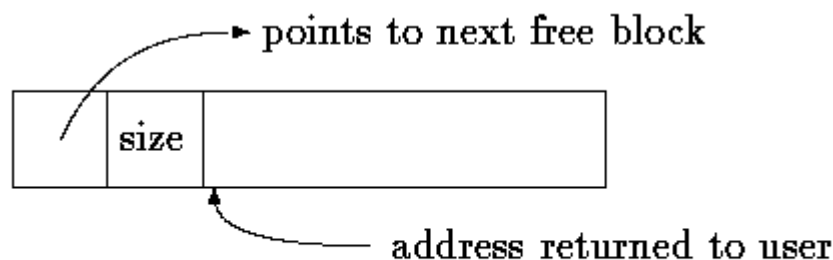 points to next free block
size
address returned to user